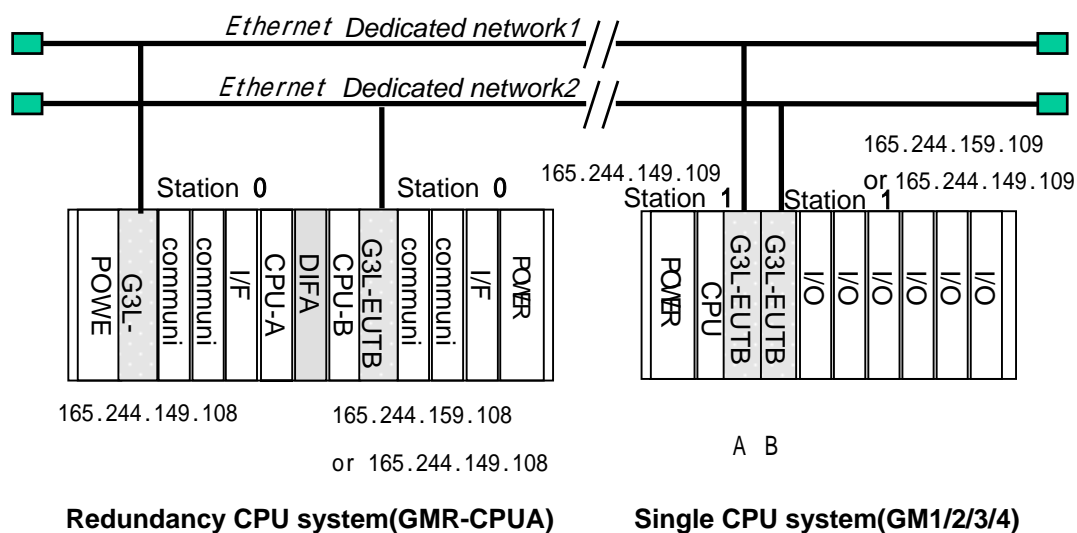 Ethernet Dedicated network1
Ethernet Dedicated network2
165.244.159.109
or 165.244.149.109
165.244.149.109
Station 0
Station 0
Station 1
Station 1
POWE
G3L-
communi
communi
I/F
CPU-A
DIFA
CPU-B
G3L-EUTB
communi
communi
I/F
POWER
POWER
CPU
G3L-EUTB
G3L-EUTB
I/O
I/O
I/O
I/O
I/O
I/O
165.244.149.108
165.244.159.108
or 165.244.149.108
A B
Redundancy CPU system(GMR-CPUA)
Single CPU system(GM1/2/3/4)